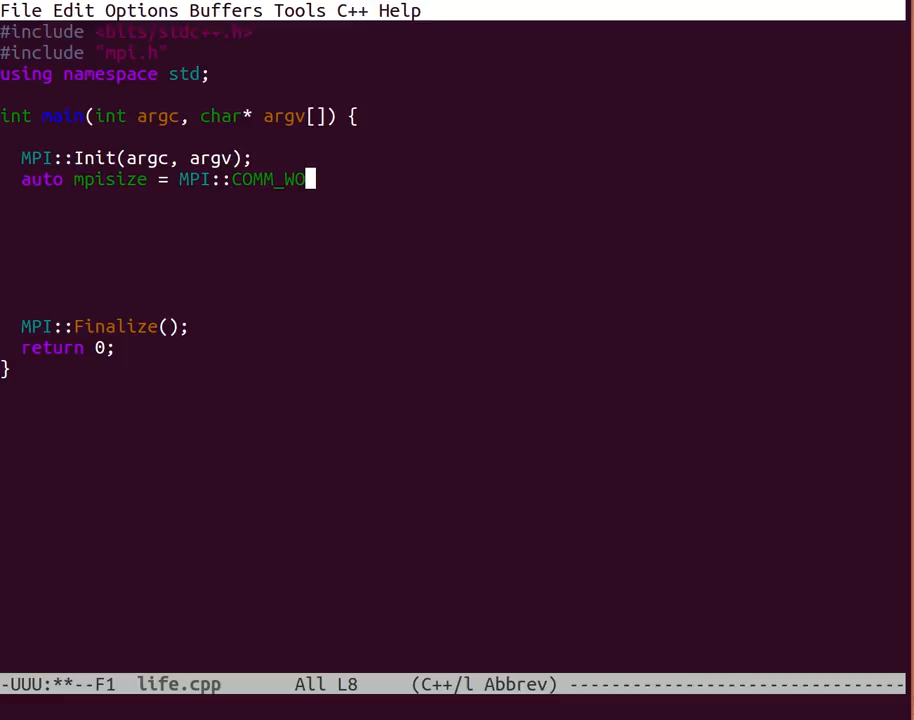 File Edit Options Buffers Tools C++ Help
#include <bits/stdc++.h>
#include "mpi.h"
using namespace std;
int main(int argc, char* argv[]) {
MPI::Init(argc, argv);
auto mpisize = MPI::COMM_WO
MPI::Finalize();
return 0;
}
-UUU:**--F1 life.cpp All L8 (C++/l Abbrev) --------------------------------